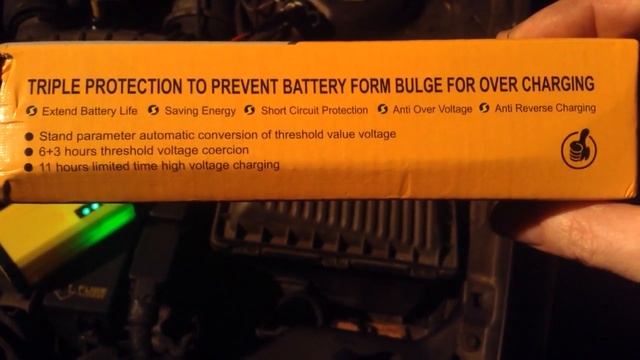 TRIPLE PROTECTION TO PREVENT BATTERY FORM BULGE FOR OVER CHARGING
Extend Battery Life Saving Energy Short Circuit Protection Anti Over Voltage Anti Reverse Charging
Stand parameter automatic conversion of threshold value voltage
6+3 hours threshold voltage coercion
11 hours limited time high voltage charging